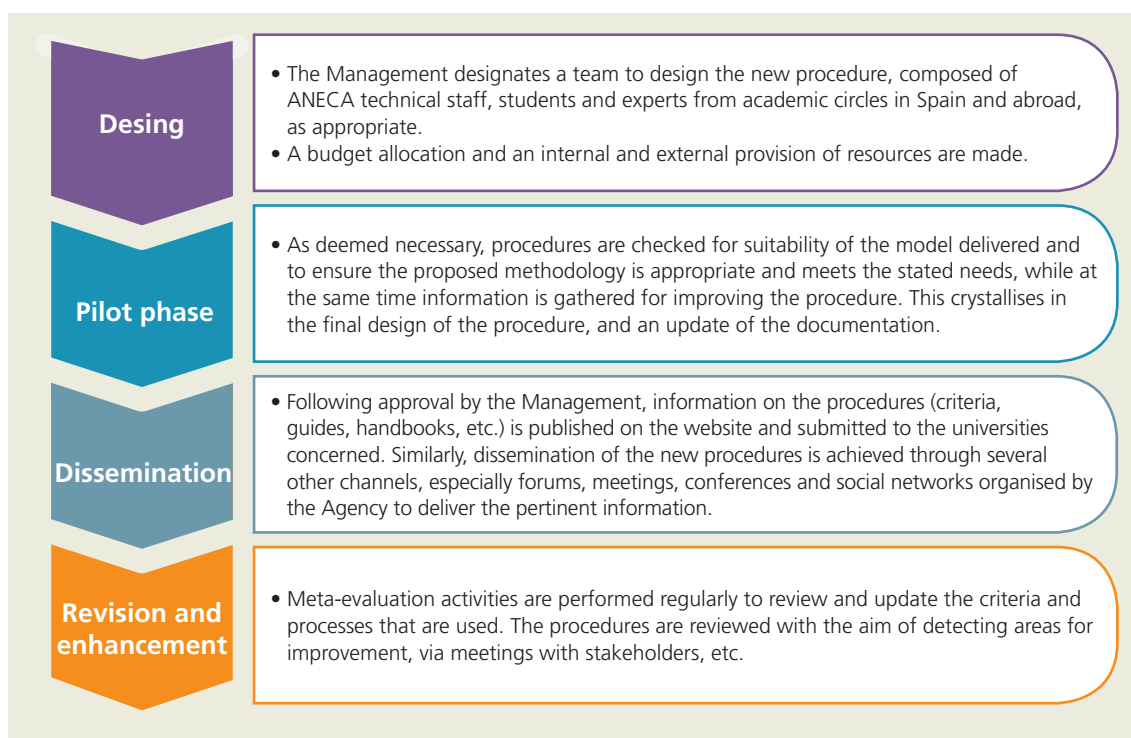 Desing
• The Management designates a team to design the new procedure, composed of
ANECA technical staff, students and experts from academic circles in Spain and abroad,
as appropriate.
• A budget allocation and an internal and external provision of resources are made.
Pilot phase
• As deemed necessary, procedures are checked for suitability of the model delivered and
to ensure the proposed methodology is appropriate and meets the stated needs, while at
the same time information is gathered for improving the procedure. This crystallises in
the final design of the procedure, and an update of the documentation.
Dissemination
• Following approval by the Management, information on the procedures (criteria,
guides, handbooks, etc.) is published on the website and submitted to the universities
concerned. Similarly, dissemination of the new procedures is achieved through several
other channels, especially forums, meetings, conferences and social networks organised by
the Agency to deliver the pertinent information.
Revision and
enhancement
• Meta-evaluation activities are performed regularly to review and update the criteria and
processes that are used. The procedures are reviewed with the aim of detecting areas for
improvement, via meetings with stakeholders, etc.